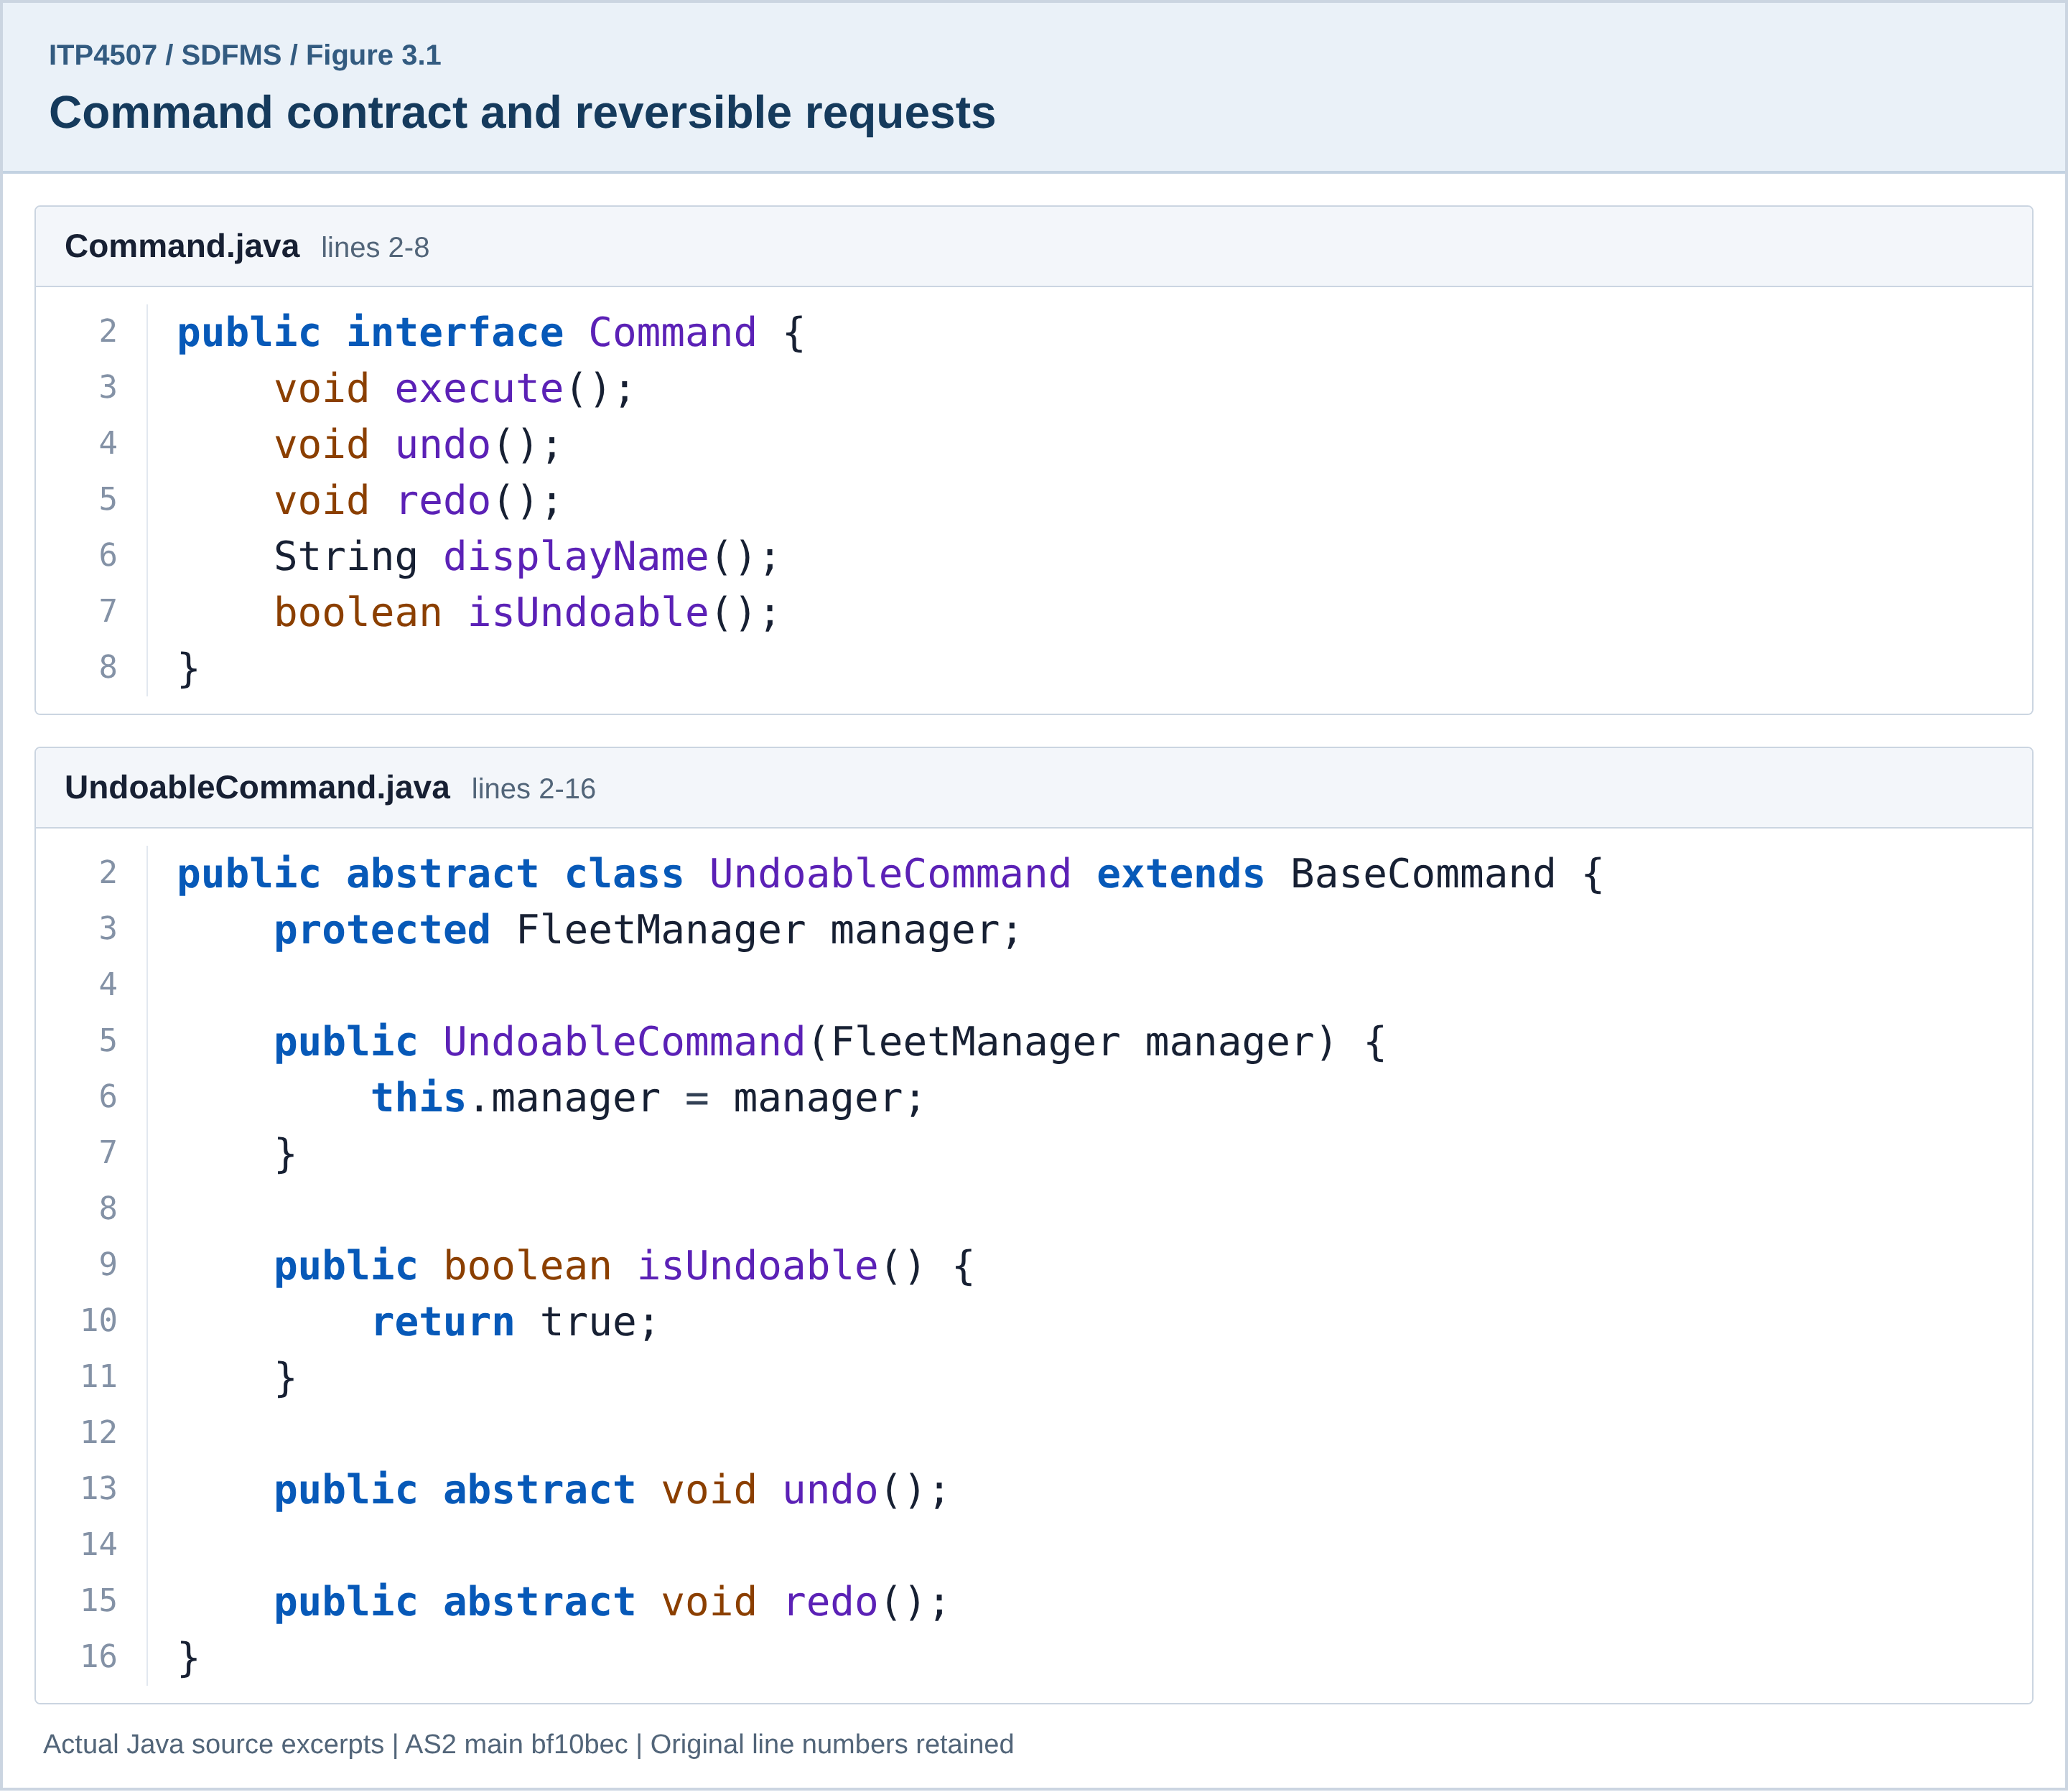 ITP4507 / SDFMS / Figure 3.1
Command contract and reversible requests
Command.java lines 2-8
2 public interface Command {
3     void execute();
4     void undo();
5     void redo();
6     String displayName();
7     boolean isUndoable();
8 }
UndoableCommand.java lines 2-16
2 public abstract class UndoableCommand extends BaseCommand {
3     protected FleetManager manager;
4
5     public UndoableCommand(FleetManager manager) {
6         this.manager = manager;
7     }
8
9     public boolean isUndoable() {
10         return true;
11     }
12
13     public abstract void undo();
14
15     public abstract void redo();
16 }
Actual Java source excerpts | AS2 main bf10bec | Original line numbers retained